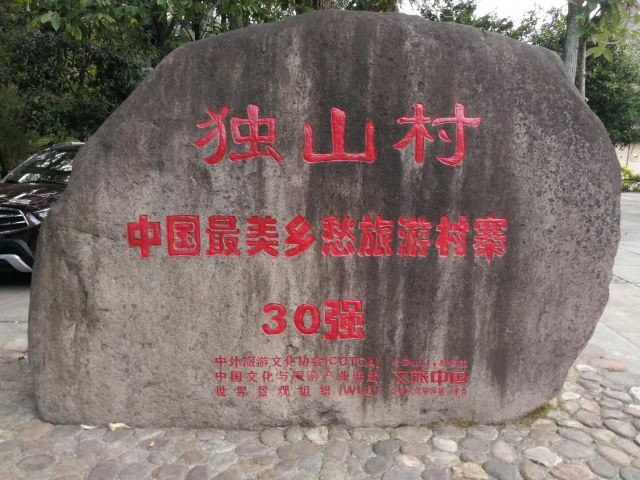 独山村
中国最美乡愁旅游村寨
30强
中外旅游文化协会(COTCA)
中国文化与旅游产业联盟
文旅中国
世界景观组织(WLO)